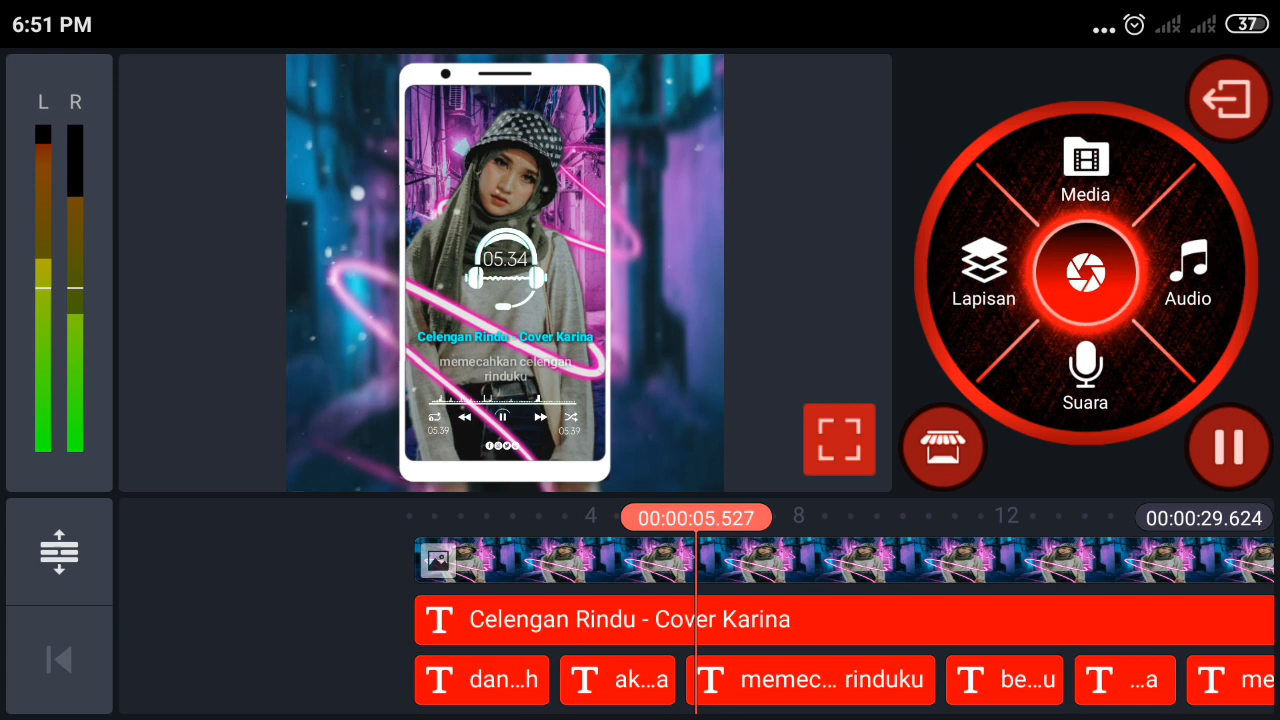 6:51 PM
37
L R
05.34
Celengan Rindu - Cover Karina
memecahkan celengan
rinduku
05.39
05.39
Media
Lapisan
Audio
Suara
4
00:00:05.527
8
12
00:00:29.624
T Celengan Rindu - Cover Karina
T dan...h
T ak...a
T memec... rinduku
T be...u
T ...a
T me